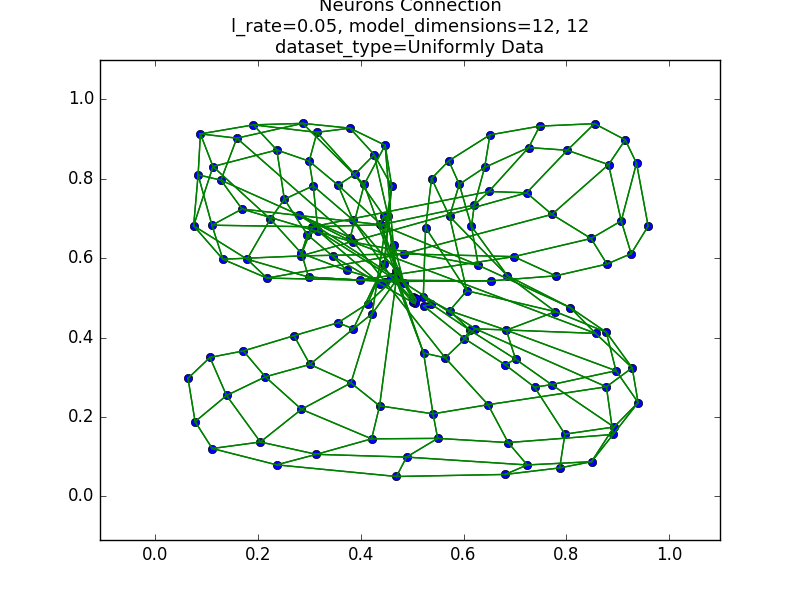 Neurons Connection
l_rate=0.05, model_dimensions=12, 12
dataset_type=Uniformly Data
1.0
0.8
0.6
0.4
0.2
0.0
0.0 0.2 0.4 0.6 0.8 1.0